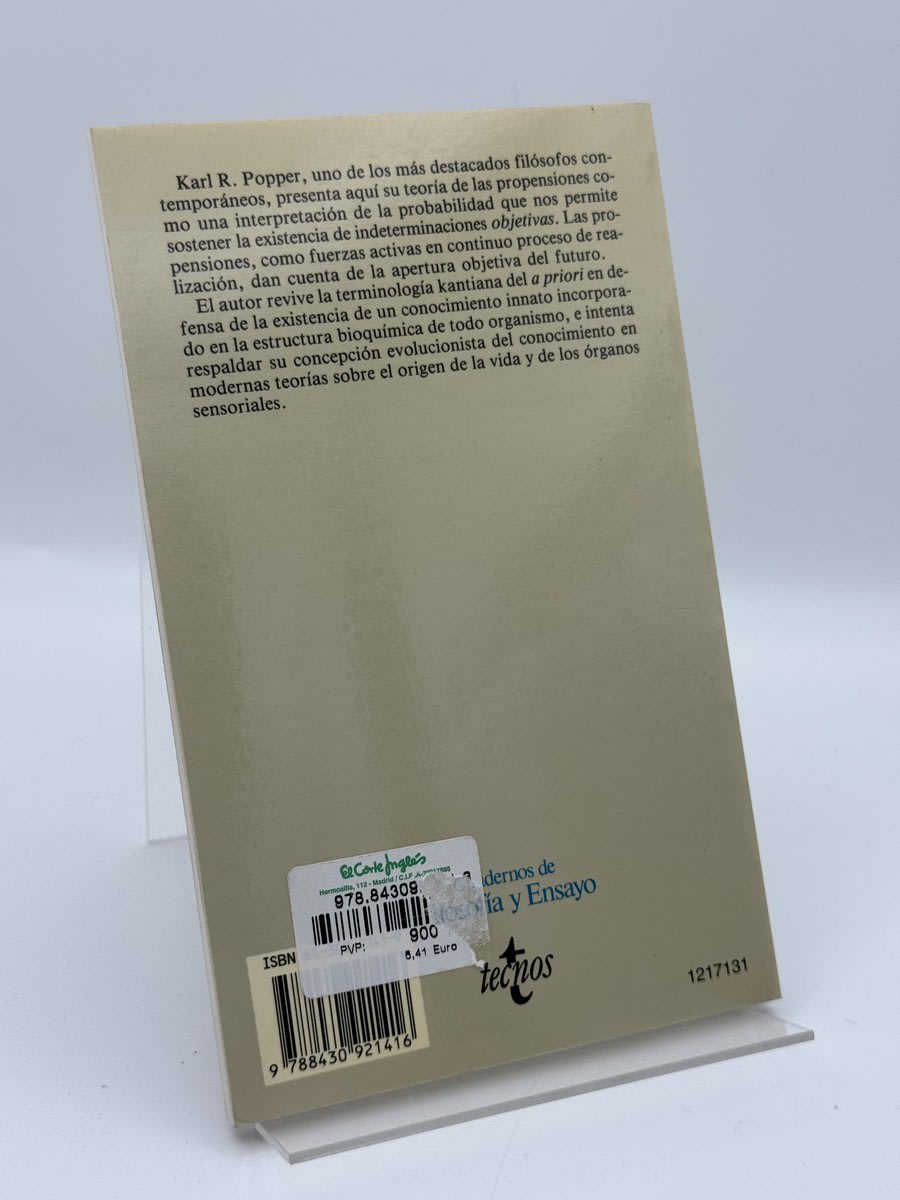 Karl R. Popper, uno de los más destacados filósofos con-
temporáneos, presenta aquí su teoría de las propensiones co-
mo una interpretación de la probabilidad que nos permite
sostener la existencia de indeterminaciones objetivas. Las pro-
pensiones, como fuerzas activas en continuo proceso de rea-
lización, dan cuenta de la apertura objetiva del futuro.
El autor revive la terminología kantiana del a priori en de-
fensa de la existencia de un conocimiento innato incorpora-
do en la estructura bioquímica de todo organismo, e intenta
respaldar su concepción evolucionista del conocimiento en
modernas teorías sobre el origen de la vida y de los órganos
sensoriales.
El Corte Inglés
Hermosilla, 112 - Madrid / C.I.F.
978.84309
900
PVP:
5,41 Euro
dernos de
y Ensayo
tecnos
ISBN
9 788430 921416
1217131